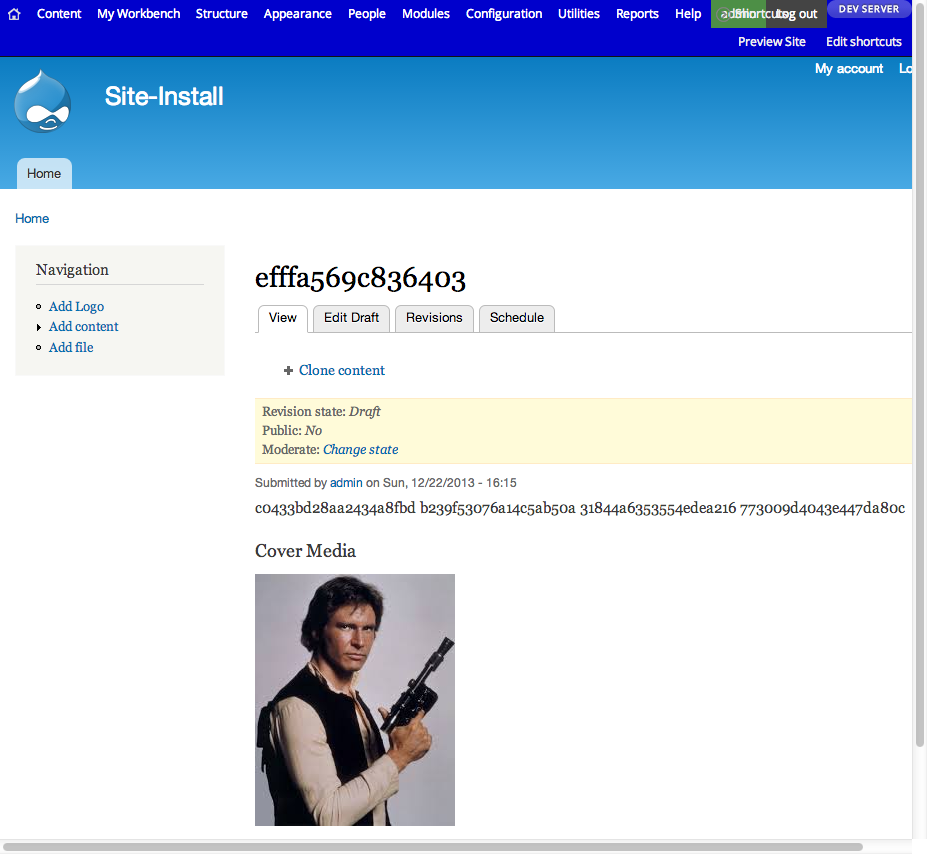 Content My Workbench Structure Appearance People Modules Configuration Utilities Reports Help admin Shortcuts Log out DEV SERVER
Preview Site Edit shortcuts
My account Lo
Site-Install
Home
Home
Navigation
Add Logo
Add content
Add file
efffa569c836403
View Edit Draft Revisions Schedule
Clone content
Revision state: Draft
Public: No
Moderate: Change state
Submitted by admin on Sun, 12/22/2013 - 16:15
c0433bd28aa2434a8fbd b239f53076a14c5ab50a 31844a6353554edea216 773009d4043e447da80c
Cover Media